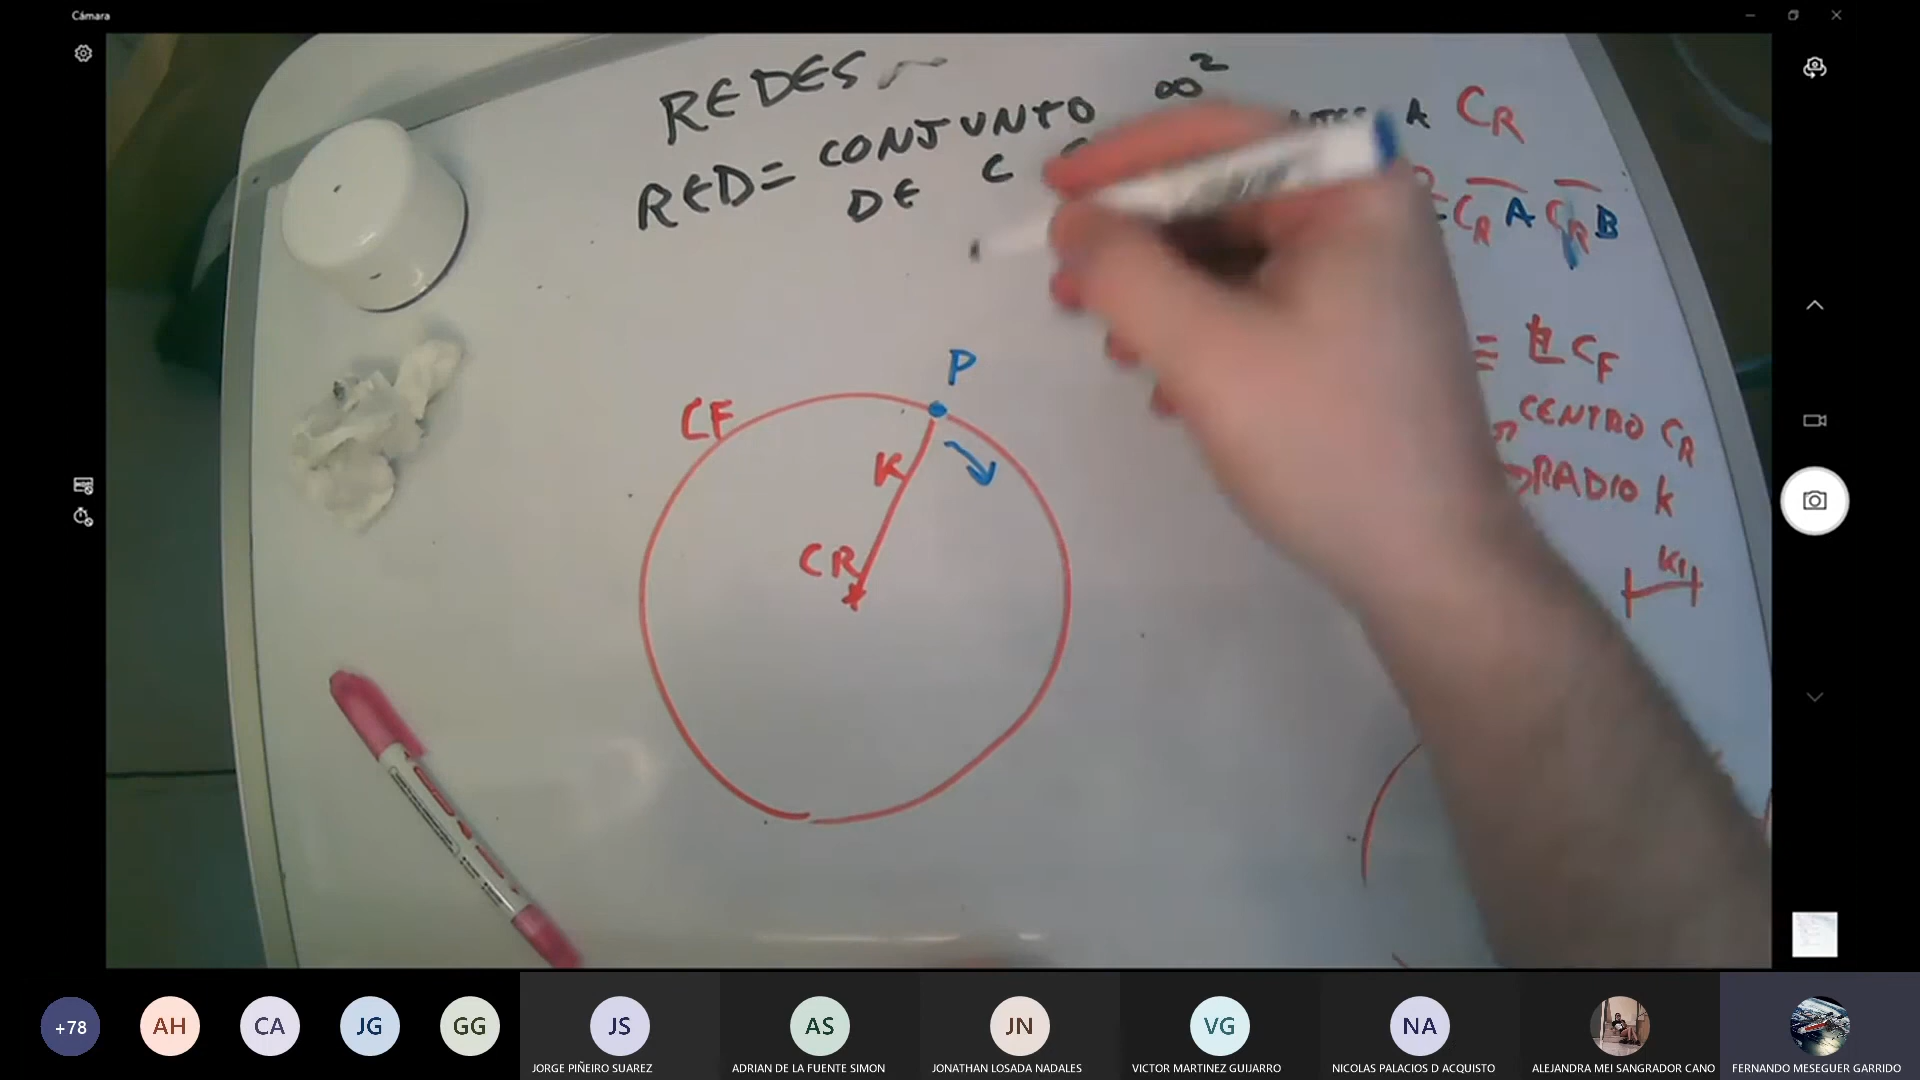 Cámara
REDES
RED = CONJUNTO ∞²
DE C
A CR
CR A CR B
≡ CF
CENTRO CR
RADIO K
K1
P
CF
K
CR
+78
AH
CA
JG
GG
JS
AS
JN
VG
NA
JORGE PIÑEIRO SUAREZ
ADRIAN DE LA FUENTE SIMON
JONATHAN LOSADA NADALES
VICTOR MARTINEZ GUIJARRO
NICOLAS PALACIOS D ACQUISTO
ALEJANDRA MEI SANGRADOR CANO
FERNANDO MESEGUER GARRIDO